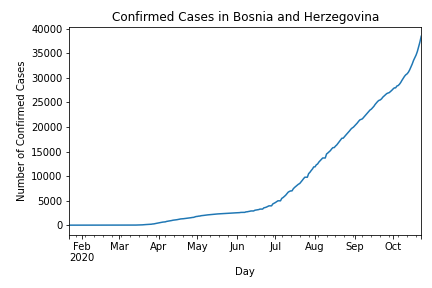 Confirmed Cases in Bosnia and Herzegovina
Number of Confirmed Cases
40000
35000
30000
25000
20000
15000
10000
5000
0
Feb Mar Apr May Jun Jul Aug Sep Oct
2020
Day